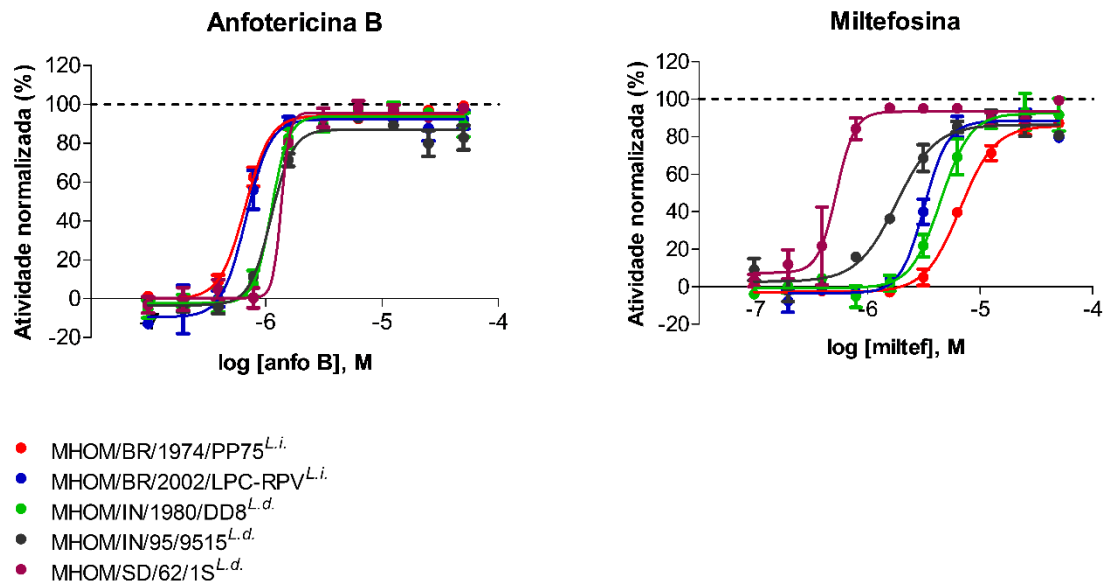 Anfotericina B
Atividade normalizada (%)
120
100
80
60
40
20
0
-20
-6
-5
-4
log [anfo B], M
Miltefosina
Atividade normalizada (%)
120
100
80
60
40
20
0
-20
-7
-6
-5
-4
log [miltef], M
MHOM/BR/1974/PP75L.i.
MHOM/BR/2002/LPC-RPVL.i.
MHOM/IN/1980/DD8L.d.
MHOM/IN/95/9515L.d.
MHOM/SD/62/1SL.d.